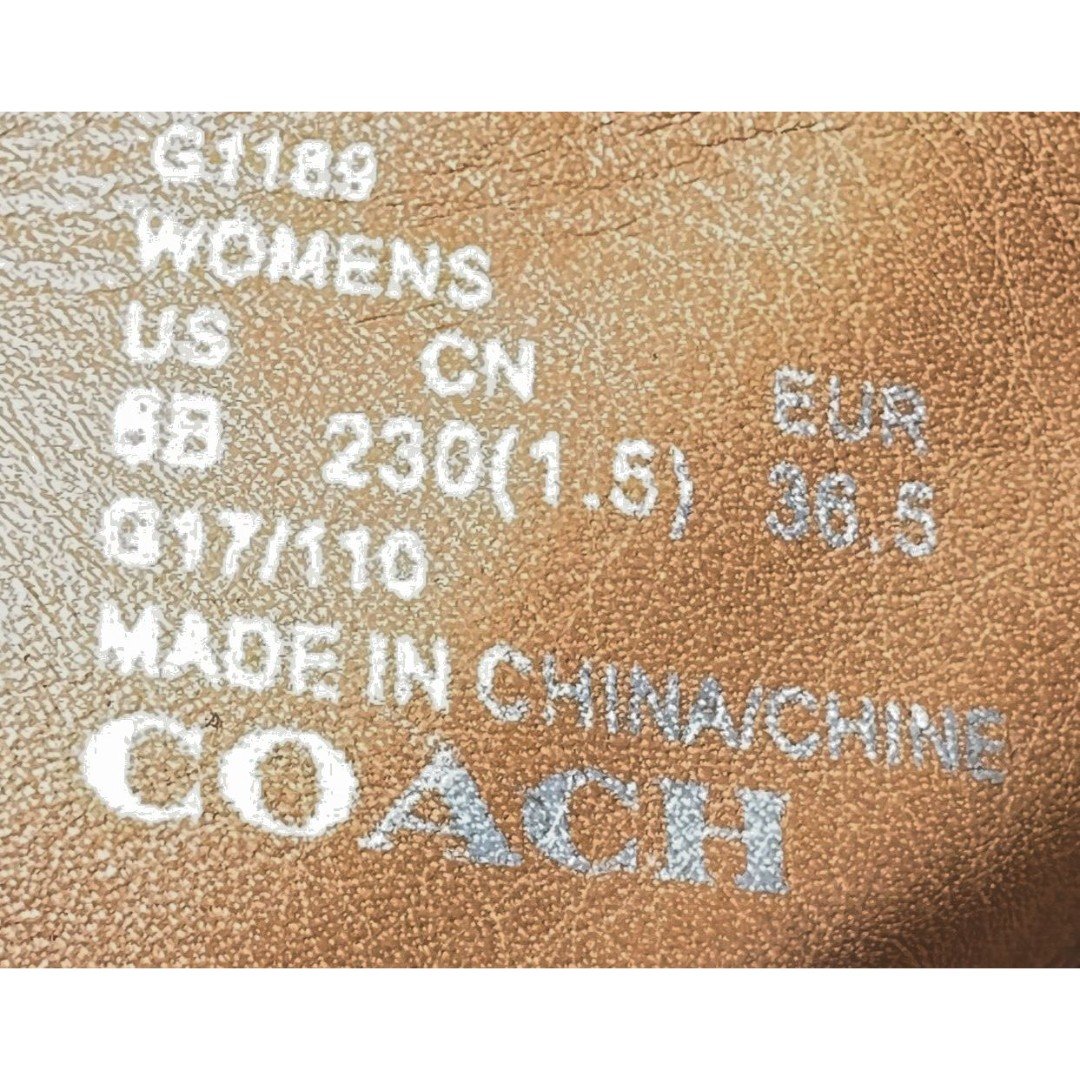 G1189
WOMENS
US CN EUR
6B 230(1.5) 36.5
G17/110
MADE IN CHINA/CHINE
COACH